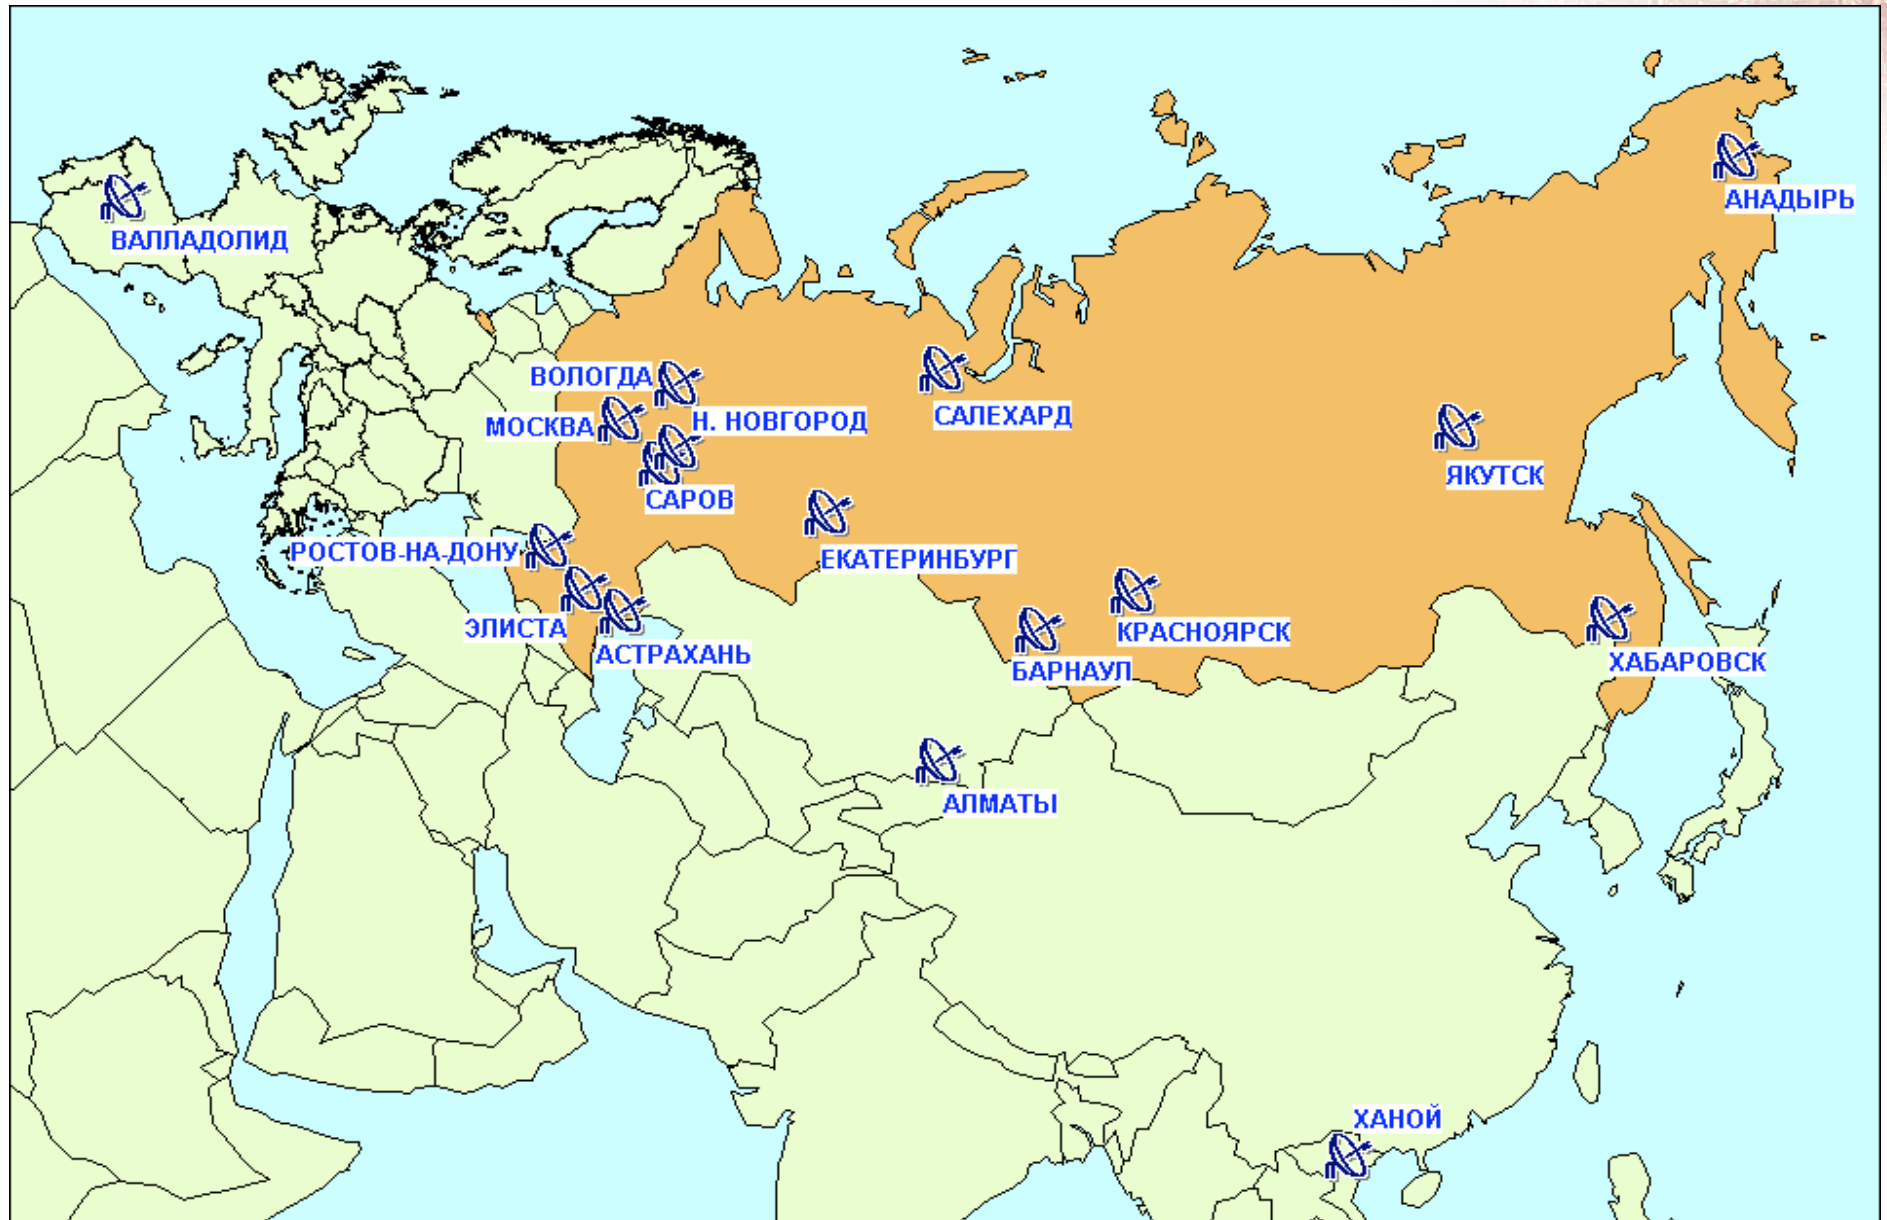 АНАДЫРЬ
ВАЛЛАДОЛИД
ВОЛОГДА
САЛЕХАРД
Н. НОВГОРОД
МОСКВА
ЯКУТСК
САРОВ
РОСТОВ-НА-ДОНУ
ЕКАТЕРИНБУРГ
ЭЛИСТА
КРАСНОЯРСК
АСТРАХАНЬ
ХАБАРОВСК
БАРНАУЛ
АЛМАТЫ
ХАНОЙ